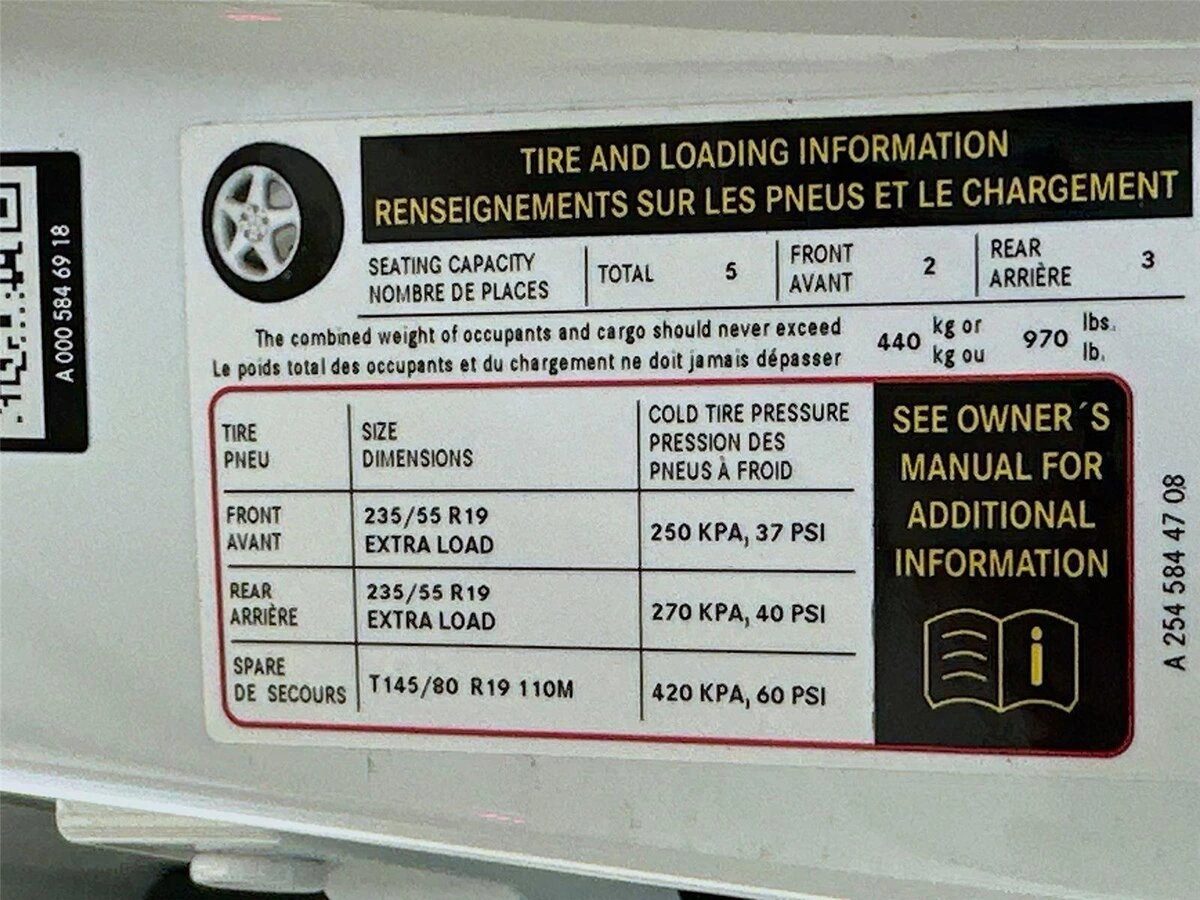 A 000 584 69 18
TIRE AND LOADING INFORMATION
RENSEIGNEMENTS SUR LES PNEUS ET LE CHARGEMENT
SEATING CAPACITY
NOMBRE DE PLACES
TOTAL 5
FRONT
AVANT
2
REAR
ARRIÈRE
3
The combined weight of occupants and cargo should never exceed
Le poids total des occupants et du chargement ne doit jamais dépasser
440
kg or
kg ou
970
lbs.
lb.
TIRE
PNEU
SIZE
DIMENSIONS
COLD TIRE PRESSURE
PRESSION DES
PNEUS À FROID
FRONT
AVANT
235/55 R19
EXTRA LOAD
250 KPA, 37 PSI
REAR
ARRIÈRE
235/55 R19
EXTRA LOAD
270 KPA, 40 PSI
SPARE
DE SECOURS
T145/80 R19 110M
420 KPA, 60 PSI
SEE OWNER´S
MANUAL FOR
ADDITIONAL
INFORMATION
A 254 584 47 08